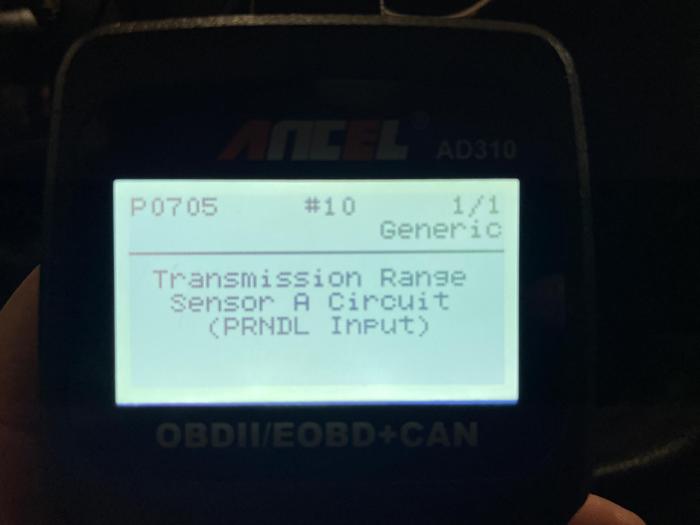 ANCEL® AD310
P0705 #10 1/1
Generic
Transmission Range
Sensor A Circuit
(PRNDL Input)
OBDII/EOBD+CAN